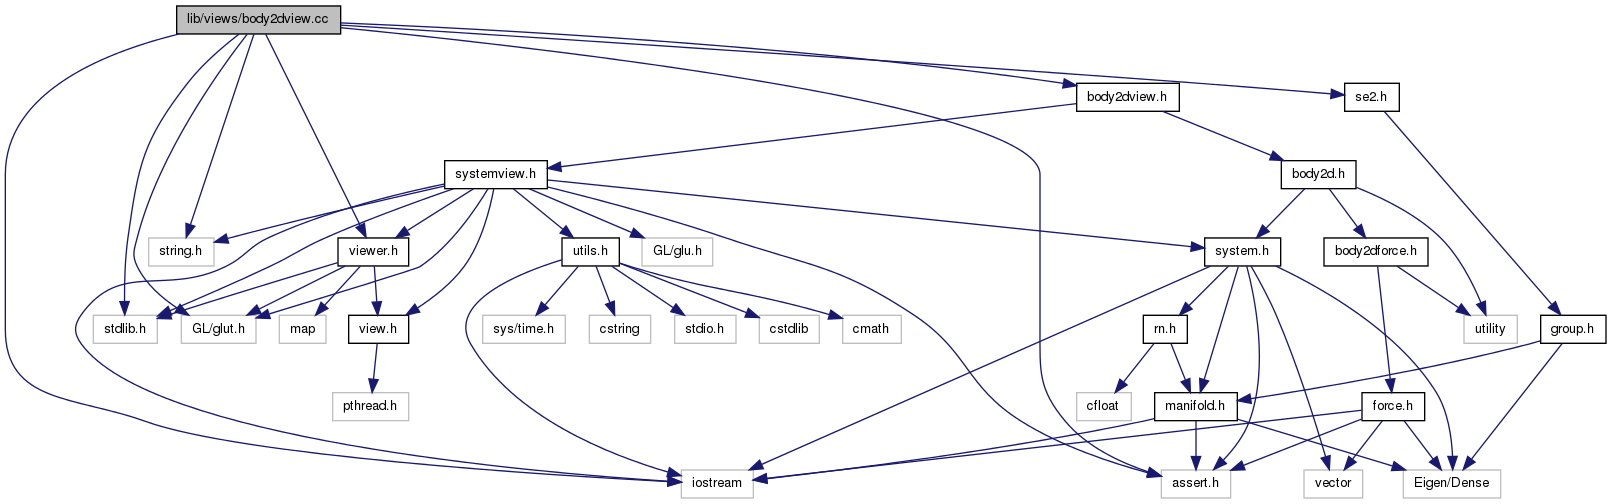 lib/views/body2dview.cc
body2dview.h
se2.h
systemview.h
body2d.h
string.h
viewer.h
utils.h
GL/glu.h
system.h
body2dforce.h
stdlib.h
GL/glut.h
map
view.h
sys/time.h
cstring
stdio.h
cstdlib
cmath
rn.h
utility
group.h
pthread.h
cfloat
manifold.h
force.h
iostream
assert.h
vector
Eigen/Dense